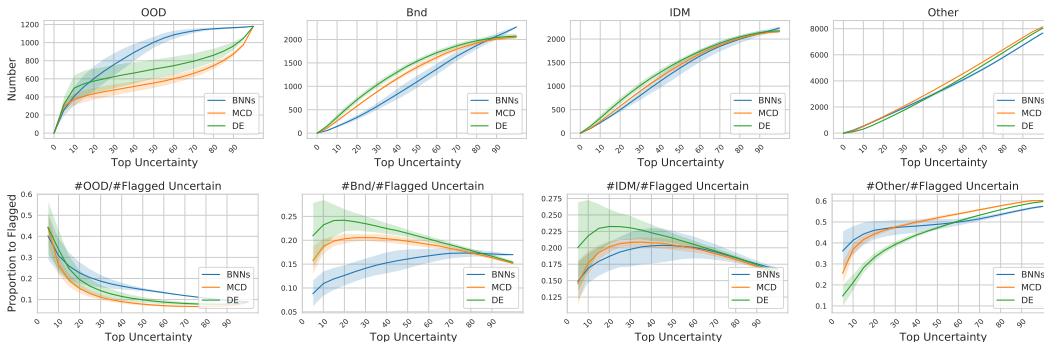 OOD
Number
1200
1000
800
600
400
200
0
0 10 20 30 40 50 60 70 80 90
Top Uncertainty
BNNs
MCD
DE
Bnd
2000
1500
1000
500
0
0 10 20 30 40 50 60 70 80 90
Top Uncertainty
BNNs
MCD
DE
IDM
2000
1500
1000
500
0
0 10 20 30 40 50 60 70 80 90
Top Uncertainty
BNNs
MCD
DE
Other
8000
6000
4000
2000
0
0 10 20 30 40 50 60 70 80 90
Top Uncertainty
BNNs
MCD
DE
#OOD/#Flagged Uncertain
Proportion to Flagged
0.6
0.5
0.4
0.3
0.2
0.1
0 10 20 30 40 50 60 70 80 90
Top Uncertainty
BNNs
MCD
DE
#Bnd/#Flagged Uncertain
0.25
0.20
0.15
0.10
0.05
0 10 20 30 40 50 60 70 80 90
Top Uncertainty
BNNs
MCD
DE
#IDM/#Flagged Uncertain
0.275
0.250
0.225
0.200
0.175
0.150
0.125
0 10 20 30 40 50 60 70 80 90
Top Uncertainty
BNNs
MCD
DE
#Other/#Flagged Uncertain
0.6
0.5
0.4
0.3
0.2
0.1
0 10 20 30 40 50 60 70 80 90
Top Uncertainty
BNNs
MCD
DE